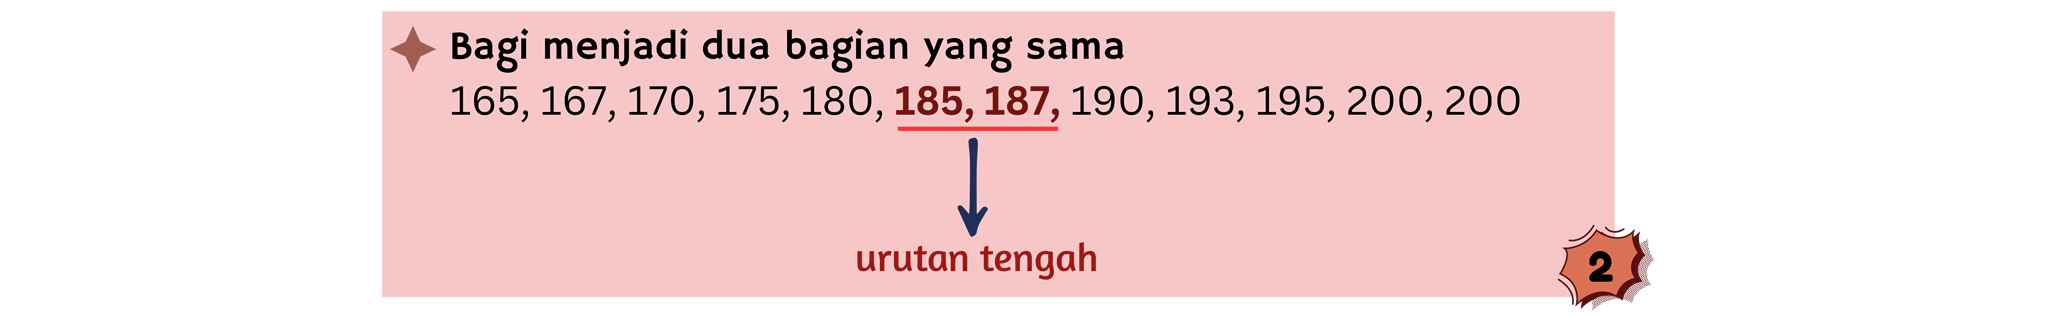 Bagi menjadi dua bagian yang sama
165, 167, 170, 175, 180, 185, 187, 190, 193, 195, 200, 200
urutan tengah
2